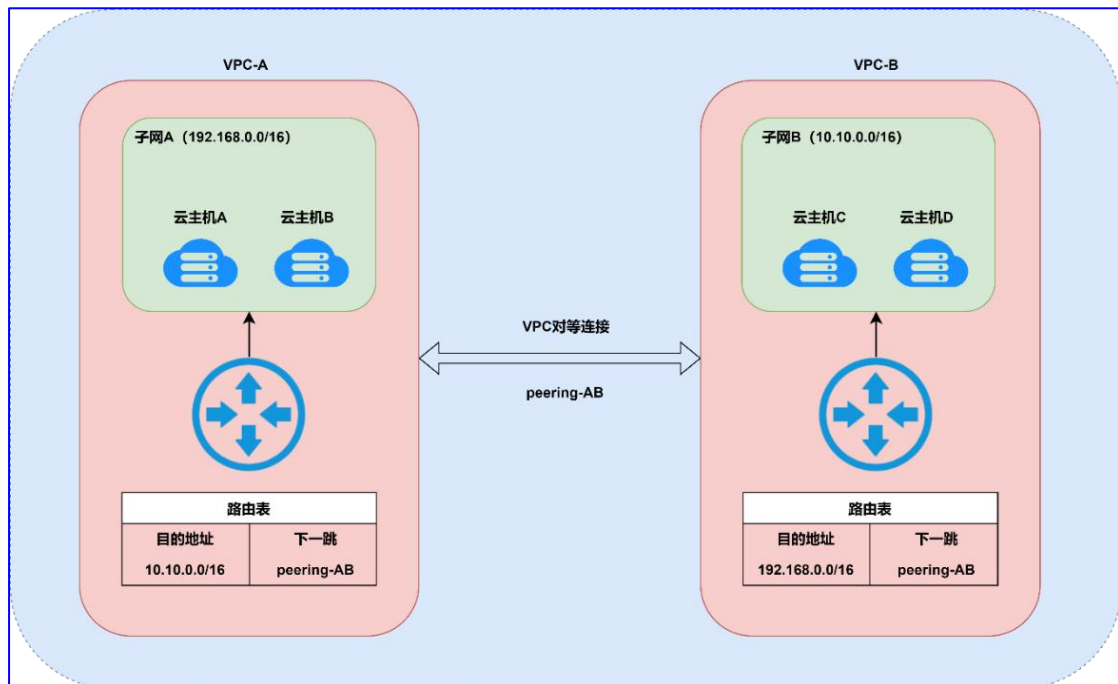 VPC-A
子网A（192.168.0.0/16）
云主机A
云主机B
路由表
目的地址
下一跳
10.10.0.0/16
peering-AB
VPC对等连接
peering-AB
VPC-B
子网B（10.10.0.0/16）
云主机C
云主机D
路由表
目的地址
下一跳
192.168.0.0/16
peering-AB